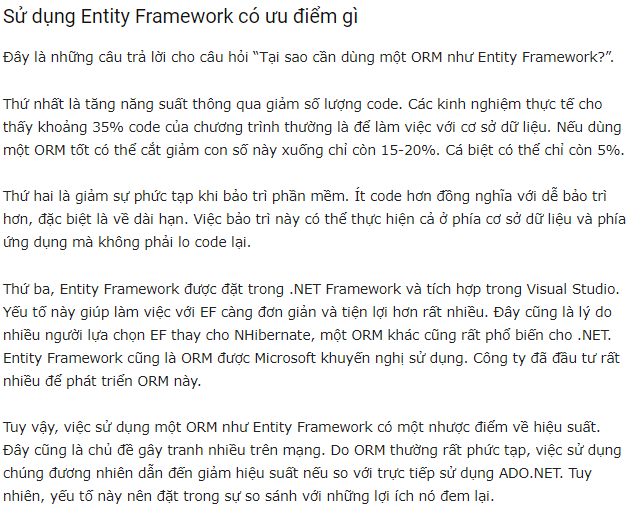 Sử dụng Entity Framework có ưu điểm gì
Đây là những câu trả lời cho câu hỏi “Tại sao cần dùng một ORM như Entity Framework?”.
Thứ nhất là tăng năng suất thông qua giảm số lượng code. Các kinh nghiệm thực tế cho
thấy khoảng 35% code của chương trình thường là để làm việc với cơ sở dữ liệu. Nếu dùng
một ORM tốt có thể cắt giảm con số này xuống chỉ còn 15-20%. Cá biệt có thể chỉ còn 5%.
Thứ hai là giảm sự phức tạp khi bảo trì phần mềm. Ít code hơn đồng nghĩa với dễ bảo trì
hơn, đặc biệt là về dài hạn. Việc bảo trì này có thể thực hiện cả ở phía cơ sở dữ liệu và phía
ứng dụng mà không phải lo code lại.
Thứ ba, Entity Framework được đặt trong .NET Framework và tích hợp trong Visual Studio.
Yếu tố này giúp làm việc với EF càng đơn giản và tiện lợi hơn rất nhiều. Đây cũng là lý do
nhiều người lựa chọn EF thay cho NHibernate, một ORM khác cũng rất phổ biến cho .NET.
Entity Framework cũng là ORM được Microsoft khuyến nghị sử dụng. Công ty đã đầu tư rất
nhiều để phát triển ORM này.
Tuy vậy, việc sử dụng một ORM như Entity Framework có một nhược điểm về hiệu suất.
Đây cũng là chủ đề gây tranh nhiều trên mạng. Do ORM thường rất phức tạp, việc sử dụng
chúng đương nhiên dẫn đến giảm hiệu suất nếu so với trực tiếp sử dụng ADO.NET. Tuy
nhiên, yếu tố này nên đặt trong sự so sánh với những lợi ích nó đem lại.